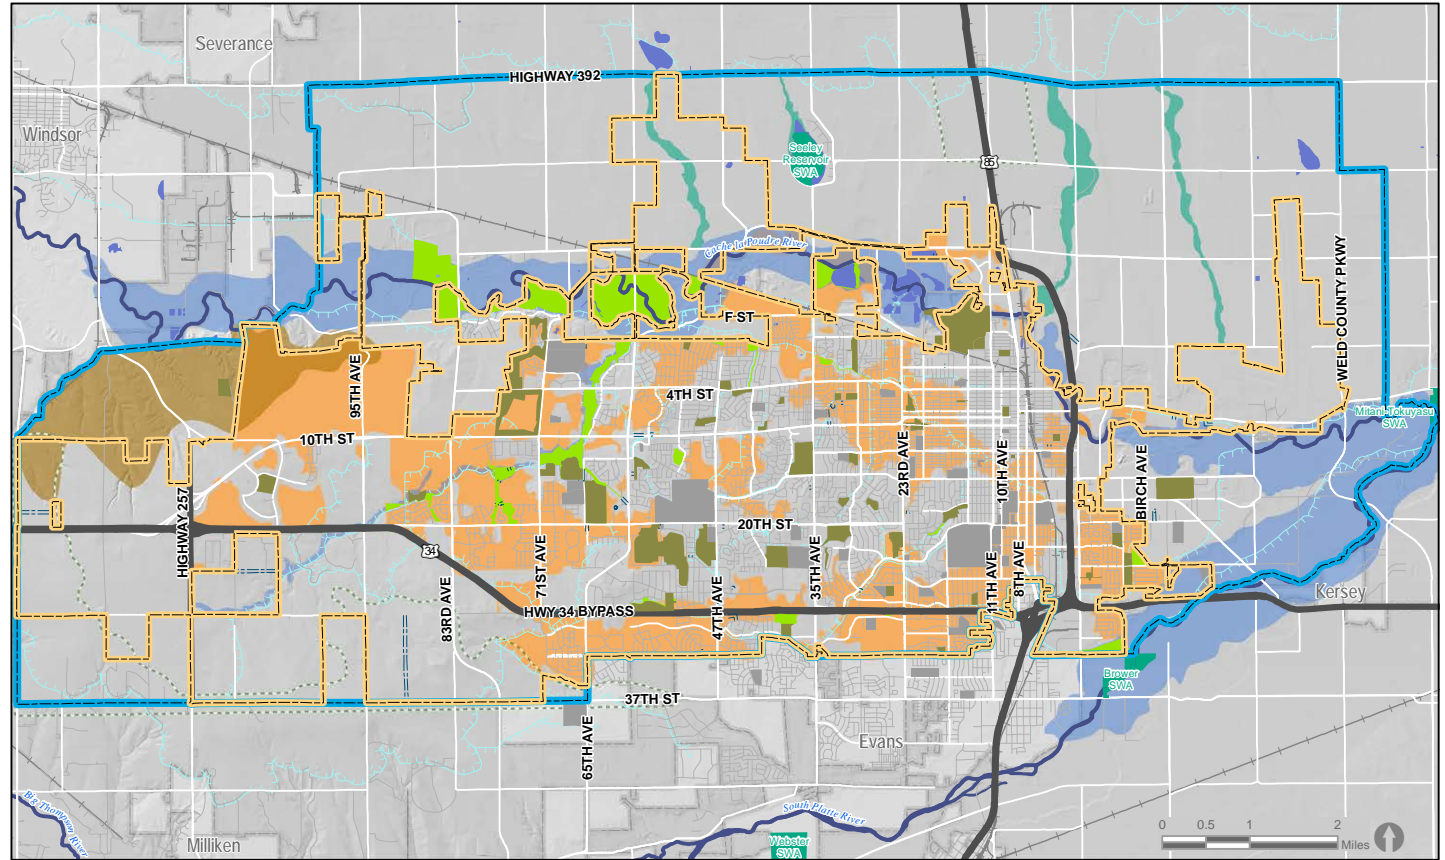 Severance
HIGHWAY 392
Windsor
Seeley
Reservoir
SWA
85
Cache la Poudre River
WELD COUNTY PKWY
F ST
95TH AVE
4TH ST
Mitani-Tokuyasu
SWA
10TH ST
23RD AVE
10TH AVE
BIRCH AVE
HIGHWAY 257
20TH ST
34
71ST AVE
35TH AVE
11TH AVE
8TH AVE
83RD AVE
47TH AVE
HWY 34 BYPASS
Kersey
Brower
SWA
37TH ST
65TH AVE
Evans
Big Thompson River
South Platte River
Milliken
Webster
SWA
0 0.5 1 2
Miles